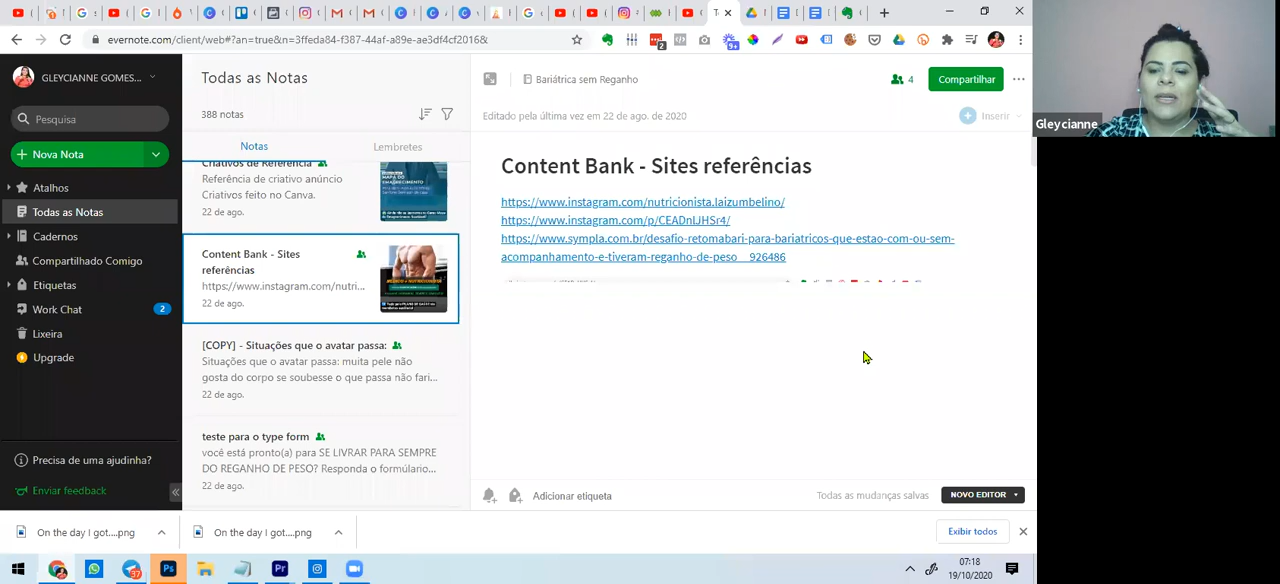 evernote.com/client/web#?an=true&n=3ffeda84-f387-44af-a89e-ae3df4cf2016&
GLEYCIANNE GOMES...
Pesquisa
Nova Nota
Atalhos
Todas as Notas
Cadernos
Compartilhado Comigo
Etiquetas
Work Chat
2
Lixeira
Upgrade
Precisa de uma ajudinha?
Enviar feedback
Todas as Notas
388 notas
Notas
Lembretes
Criativos de Referência
Referência de criativo anúncio
Criativos feito no Canva.
22 de ago.
Content Bank - Sites
referências
https://www.instagram.com/nutri...
22 de ago.
[COPY] - Situações que o avatar passa:
Situações que o avatar passa: muita pele não
gosta do corpo se soubesse o que passa não fari...
22 de ago.
teste para o type form
você está pronto(a) para SE LIVRAR PARA SEMPRE
DO REGANHO DE PESO? Responda o formúlario...
22 de ago.
Bariátrica sem Reganho
4
Compartilhar
Editado pela última vez em 22 de ago. de 2020
Inserir
Content Bank - Sites referências
https://www.instagram.com/nutricionista.laizumbelino/
https://www.instagram.com/p/CEADnLJHSr4/
https://www.sympla.com.br/desafio-retomabari-para-bariatricos-que-estao-com-ou-sem-
acompanhamento-e-tiveram-reganho-de-peso__926486
Adicionar etiqueta
Todas as mudanças salvas
NOVO EDITOR
On the day I got....png
On the day I got....png
Exibir todos
07:18
19/10/2020
Gleycianne